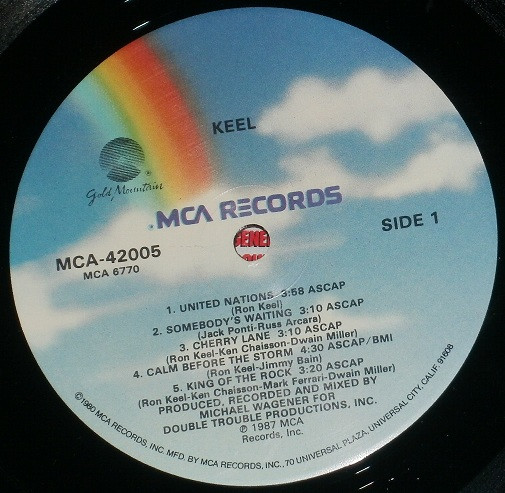 KEEL
Gold Mountain
MCA RECORDS
MCA-42005
MCA 6770
SIDE 1
1. UNITED NATIONS 3:58 ASCAP
(Ron Keel)
2. SOMEBODY'S WAITING 3:10 ASCAP
(Jack Ponti-Russ Arcara)
3. CHERRY LANE 3:10 ASCAP
(Ron Keel-Ken Chaisson-Dwain Miller)
4. CALM BEFORE THE STORM 4:30 ASCAP/BMI
(Ron Keel-Jimmy Bain)
5. KING OF THE ROCK 3:20 ASCAP
(Ron Keel-Ken Chaisson-Mark Ferrari-Dwain Miller)
PRODUCED, RECORDED AND MIXED BY
MICHAEL WAGENER FOR
DOUBLE TROUBLE PRODUCTIONS, INC.
℗ 1987 MCA
Records, Inc.
©1980 MCA RECORDS, INC. MFD. BY MCA RECORDS, INC., 70 UNIVERSAL PLAZA, UNIVERSAL CITY, CALIF. 91608